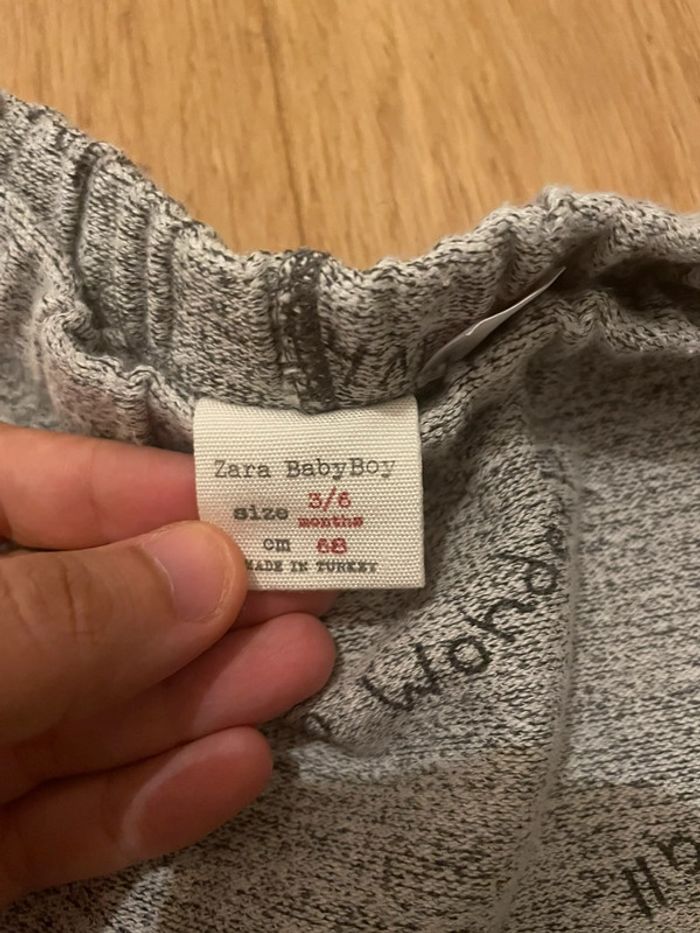 Zara BabyBoy
size 3/6
months
cm 68
MADE IN TURKEY